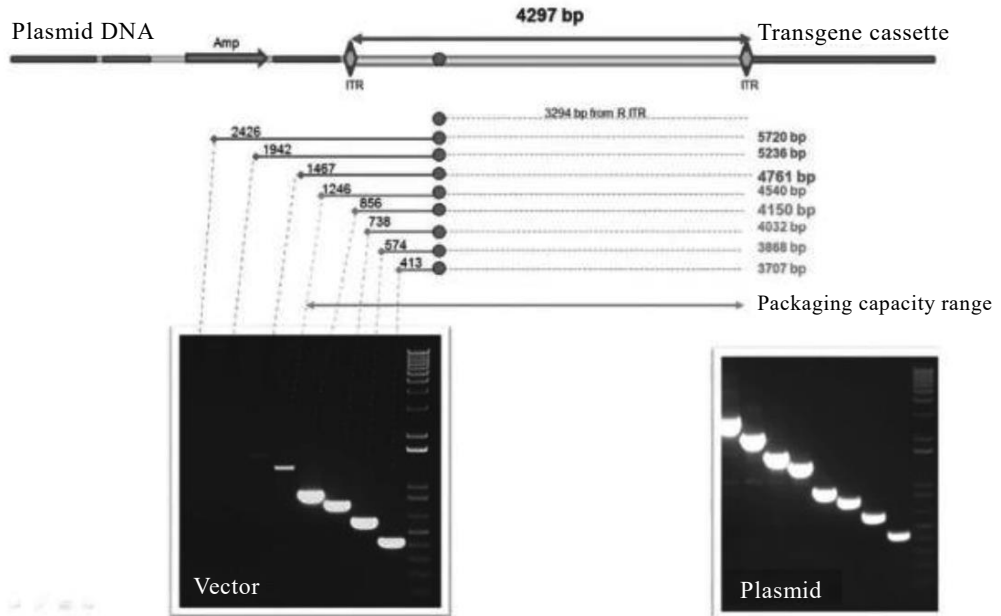 4297 bp
Plasmid DNA
Transgene cassette
Amp
ITR
ITR
3294 bp from R ITR
2426
5720 bp
1942
5236 bp
1467
4761 bp
1246
4540 bp
856
4150 bp
738
4032 bp
574
3868 bp
413
3707 bp
Packaging capacity range
Vector
Plasmid